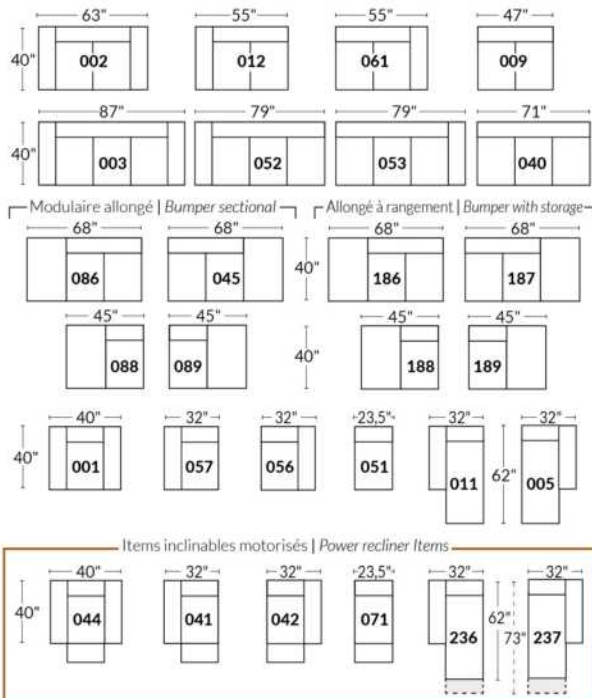 63" 55" 55" 47"
40" 002 012 061 009
87" 79" 79" 71"
40" 003 052 053 040
Modulaire allongé | Bumper sectional Allongé à rangement | Bumper with storage
68" 68" 68" 68"
086 045 40" 186 187
45" 45" 45" 45"
088 089 40" 188 189
40" 32" 32" 23,5" 32" 32"
40" 001 057 056 051 011 62" 005
Items inclinables motorisés | Power recliner Items
40" 32" 32" 23,5" 32" 32"
40" 044 041 042 071 236 62" 73" 237